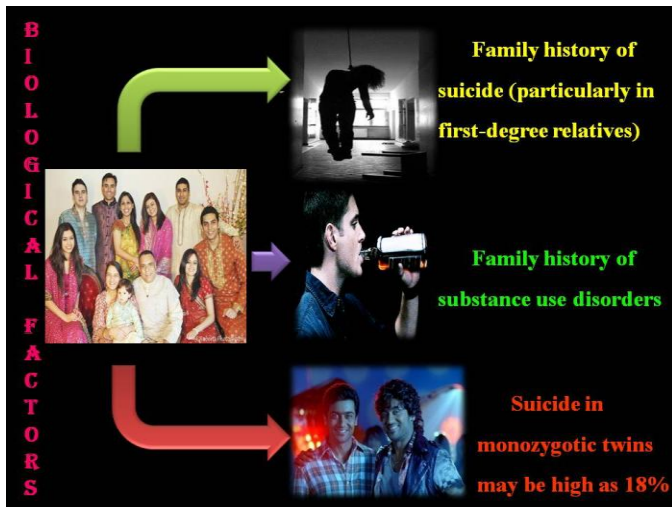 BIOLOGICAL FACTORS
Family history of
suicide (particularly in
first-degree relatives)
Family history of
substance use disorders
Suicide in
monozygotic twins
may be high as 18%